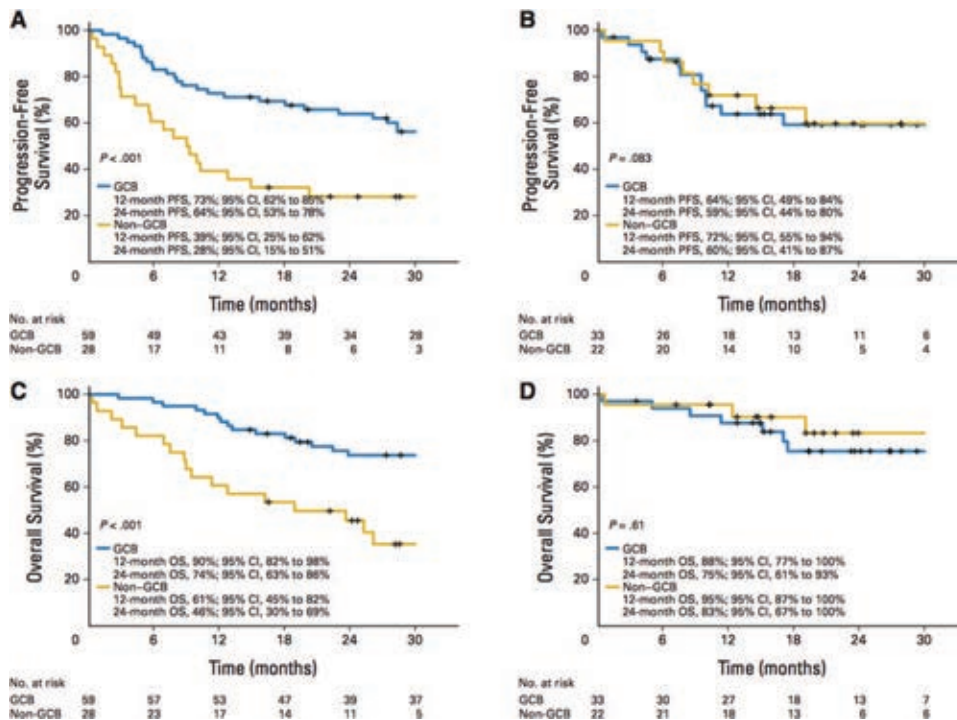 A
Progression-Free
Survival (%)
100
80
60
40
20
P < .001
GCB
12-month PFS, 73%; 95% CI, 62% to 85%
24-month PFS, 64%; 95% CI, 53% to 78%
Non–GCB
12-month PFS, 39%; 95% CI, 25% to 62%
24-month PFS, 28%; 95% CI, 15% to 51%
0 6 12 18 24 30
Time (months)
No. at risk
GCB 59 49 43 39 34 28
Non-GCB 28 17 11 8 6 3
B
Progression-Free
Survival (%)
100
80
60
40
20
P = .083
GCB
12-month PFS, 64%; 95% CI, 49% to 84%
24-month PFS, 59%; 95% CI, 44% to 80%
Non–GCB
12-month PFS, 72%; 95% CI, 55% to 94%
24-month PFS, 60%; 95% CI, 41% to 87%
0 6 12 18 24 30
Time (months)
No. at risk
GCB 33 26 18 13 11 6
Non-GCB 22 20 14 10 5 4
C
Overall Survival (%)
100
80
60
40
20
P < .001
GCB
12-month OS, 90%; 95% CI, 82% to 98%
24-month OS, 74%; 95% CI, 63% to 86%
Non–GCB
12-month OS, 61%; 95% CI, 45% to 82%
24-month OS, 46%; 95% CI, 30% to 69%
0 6 12 18 24 30
Time (months)
No. at risk
GCB 59 57 53 47 39 37
Non-GCB 28 23 17 14 11 5
D
Overall Survival (%)
100
80
60
40
20
P = .61
GCB
12-month OS, 88%; 95% CI, 77% to 100%
24-month OS, 75%; 95% CI, 61% to 93%
Non–GCB
12-month OS, 95%; 95% CI, 87% to 100%
24-month OS, 83%; 95% CI, 67% to 100%
0 6 12 18 24 30
Time (months)
No. at risk
GCB 33 30 27 18 13 7
Non-GCB 22 21 18 13 6